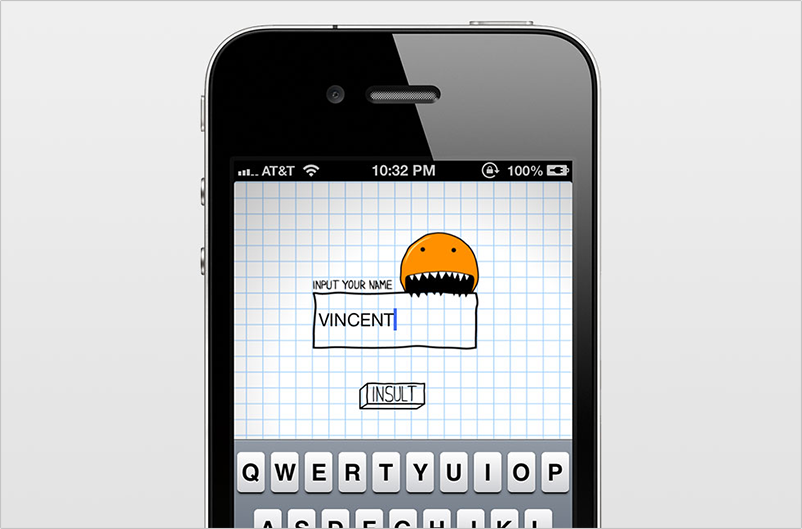 AT&T 10:32 PM 100%
INPUT YOUR NAME
VINCENT
INSULT
Q W E R T Y U I O P
A S D F G H J K L